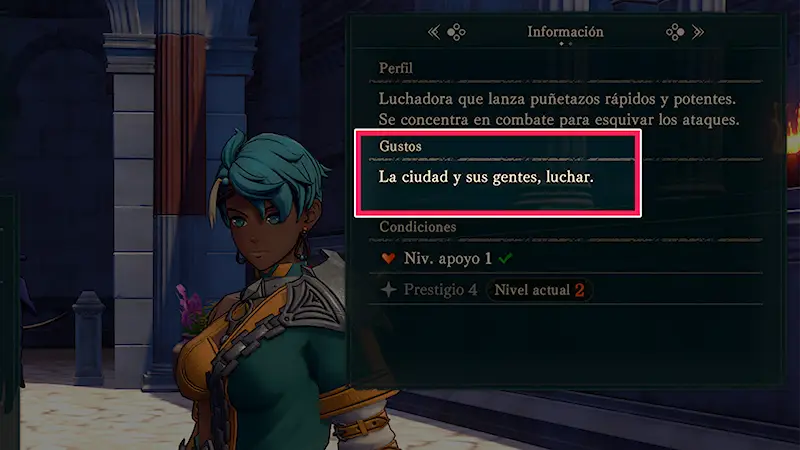 Información
Perfil
Luchadora que lanza puñetazos rápidos y potentes.
Se concentra en combate para esquivar los ataques.
Gustos
La ciudad y sus gentes, luchar.
Condiciones
Niv. apoyo 1
Prestigio 4 Nivel actual 2